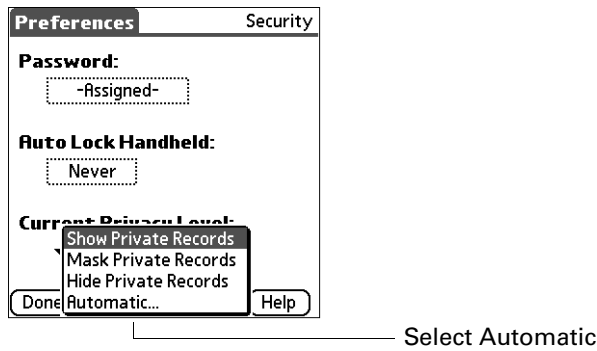 Preferences Security
Password:
-Assigned-
Auto Lock Handheld:
Never
Current Privacy Level:
Show Private Records
Mask Private Records
Hide Private Records
Done Automatic... Help
Select Automatic